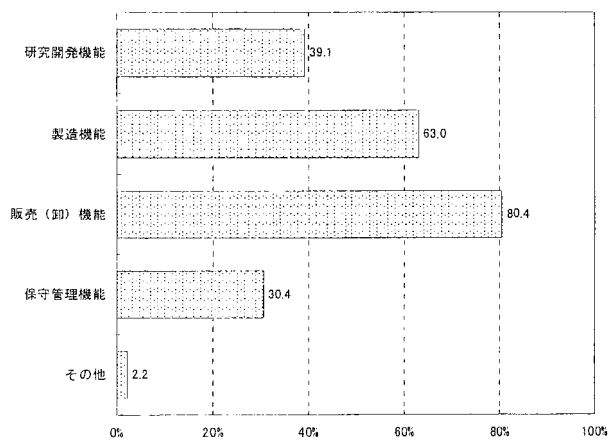 研究開発機能 39.1
製造機能 63.0
販売（卸）機能 80.4
保守管理機能 30.4
その他 2.2
0% 20% 40% 60% 80% 100%